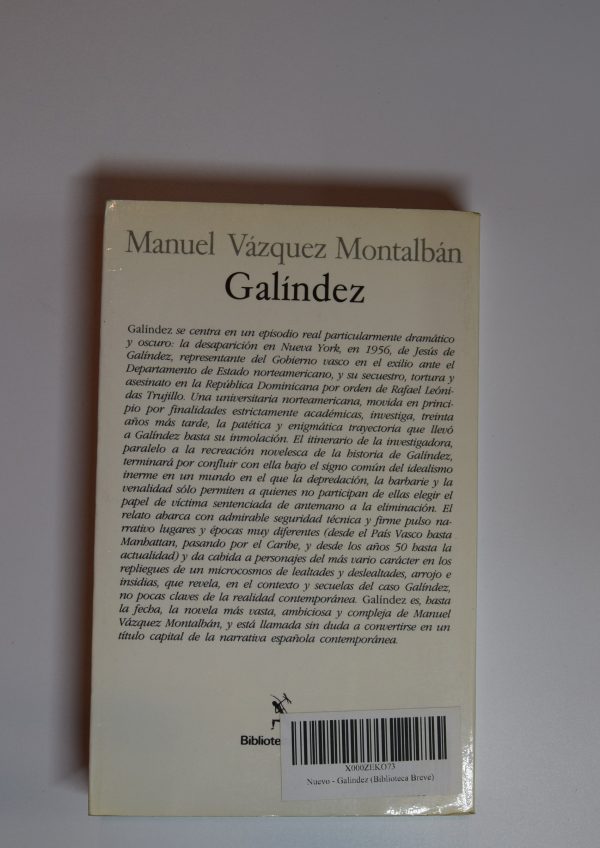 Manuel Vázquez Montalbán
Galíndez
Galíndez se centra en un episodio real particularmente dramático
y oscuro: la desaparición en Nueva York, en 1956, de Jesús de
Galíndez, representante del Gobierno vasco en el exilio ante el
Departamento de Estado norteamericano, y su secuestro, tortura y
asesinato en la República Dominicana por orden de Rafael Leóni-
das Trujillo. Una universitaria norteamericana, movida en princi-
pio por finalidades estrictamente académicas, investiga, treinta
años más tarde, la patética y enigmática trayectoria que llevó
a Galíndez hasta su inmolación. El itinerario de la investigadora,
paralelo a la recreación novelesca de la historia de Galíndez,
terminará por confluir con ella bajo el signo común del idealismo
inerme en un mundo en el que la depredación, la barbarie y la
venalidad sólo permiten a quienes no participan de ellas elegir el
papel de víctima sentenciada de antemano a la eliminación. El
relato abarca con admirable seguridad técnica y firme pulso na-
rrativo lugares y épocas muy diferentes (desde el País Vasco hasta
Manhattan, pasando por el Caribe, y desde los años 50 hasta la
actualidad) y da cabida a personajes del más vario carácter en los
repliegues de un microcosmos de lealtades y deslealtades, arrojo e
insidias, que revela, en el contexto y secuelas del caso Galíndez,
no pocas claves de la realidad contemporánea. Galíndez es, hasta
la fecha, la novela más vasta, ambiciosa y compleja de Manuel
Vázquez Montalbán, y está llamada sin duda a convertirse en un
título capital de la narrativa española contemporánea.
X000ZEKO73
Nuevo - Galíndez (Biblioteca Breve)